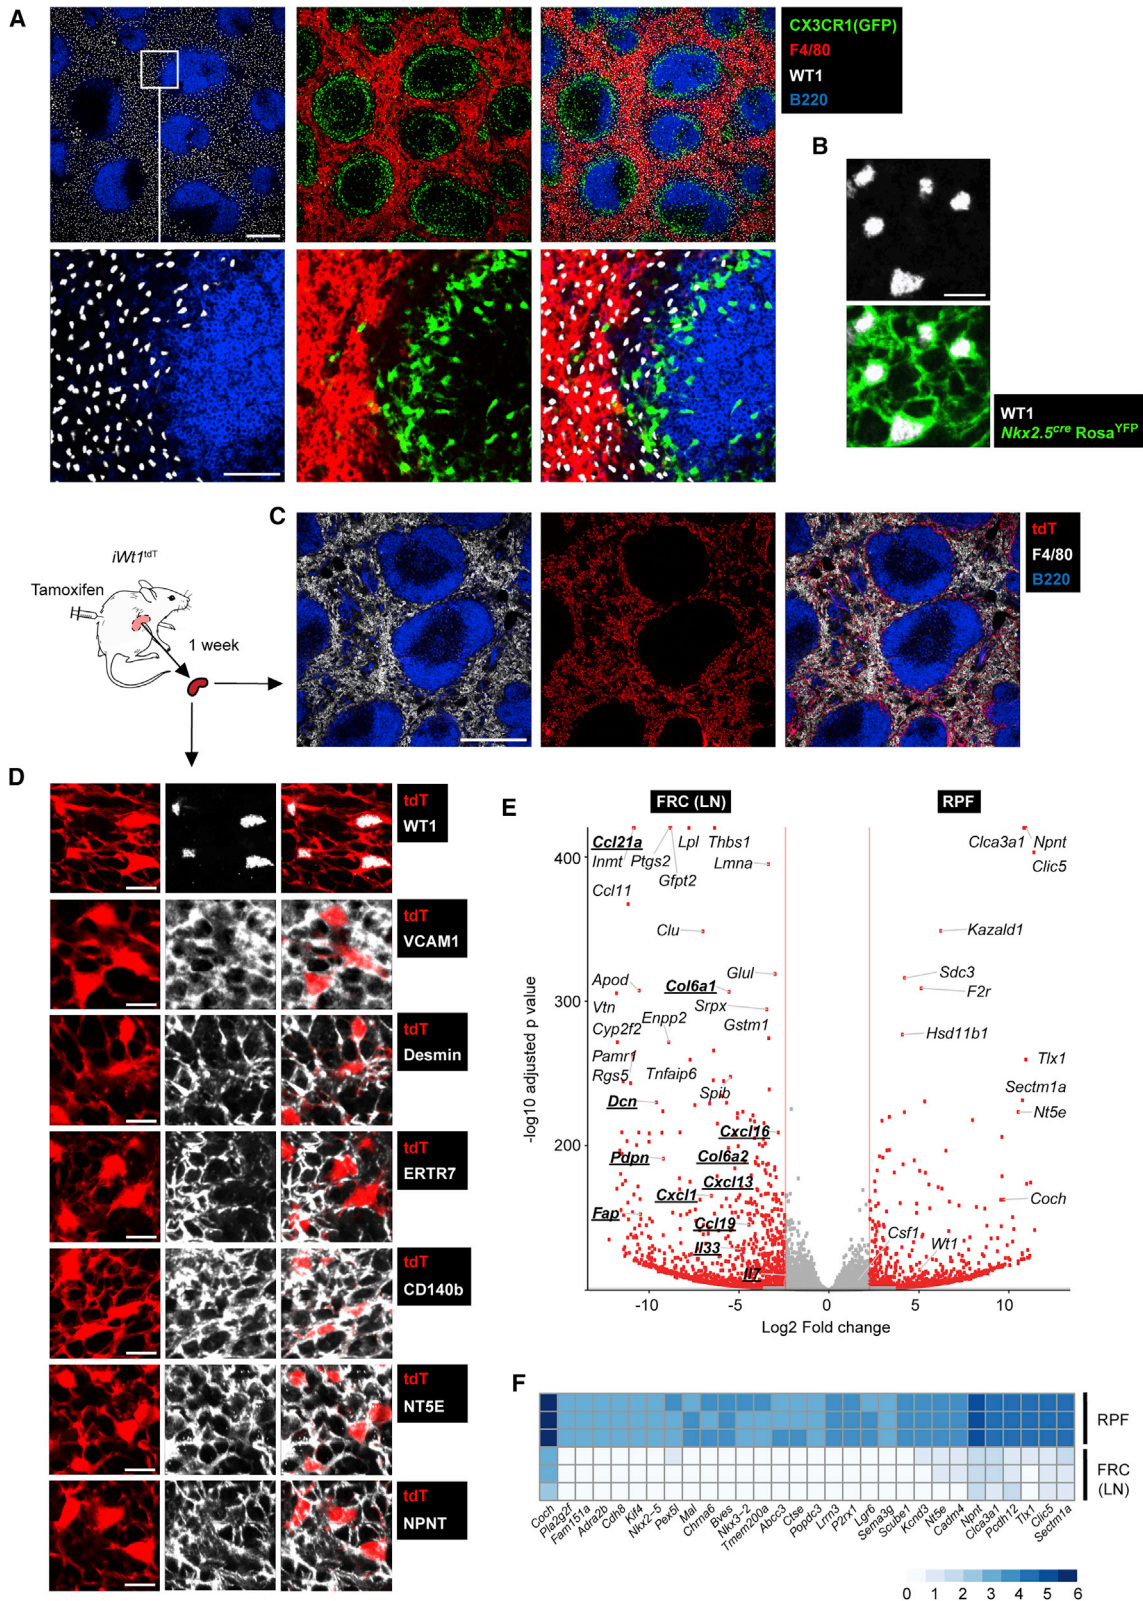 A
CX3CR1(GFP)
F4/80
WT1
B220
B
WT1
Nkx2.5cre RosaYFP
C
iWt1tdT
Tamoxifen
1 week
tdT
F4/80
B220
D
tdT
WT1
tdT
VCAM1
tdT
Desmin
tdT
ERTR7
tdT
CD140b
tdT
NT5E
tdT
NPNT
E
FRC (LN)
RPF
Ccl21a
Lpl
Thbs1
Clca3a1
Npnt
Inmt
Ptgs2
Lmna
Clic5
Gfpt2
Ccl11
Clu
Kazald1
Apod
Col6a1
Glul
Sdc3
F2r
Vtn
Enpp2
Srpx
Cyp2f2
Gstm1
Hsd11b1
Pamr1
Tnfaip6
Tlx1
Rgs5
Spib
Sectm1a
Dcn
Nt5e
Cxcl16
Pdpn
Col6a2
Cxcl1
Cxcl13
Coch
Fap
Ccl19
Csf1
Wt1
Il33
Il7
400
300
200
-log10 adjusted p value
-10
-5
0
5
10
Log2 Fold change
F
RPF
FRC
(LN)
Coch
Pla2g2f
Fam151a
Adra2b
Cdh8
Kif4
Nkx2-5
Pex5l
Mal
Chrna6
Bves
Nkx3-2
Tmem200a
Abcc3
Ctse
Popdc3
Lrrn3
P2rx1
Lgr6
Sema3g
Scube1
Kcnd3
Nt5e
Cadm4
Npnt
Clca3a1
Pcdh12
Tlx1
Clic5
Sectm1a
0 1 2 3 4 5 6